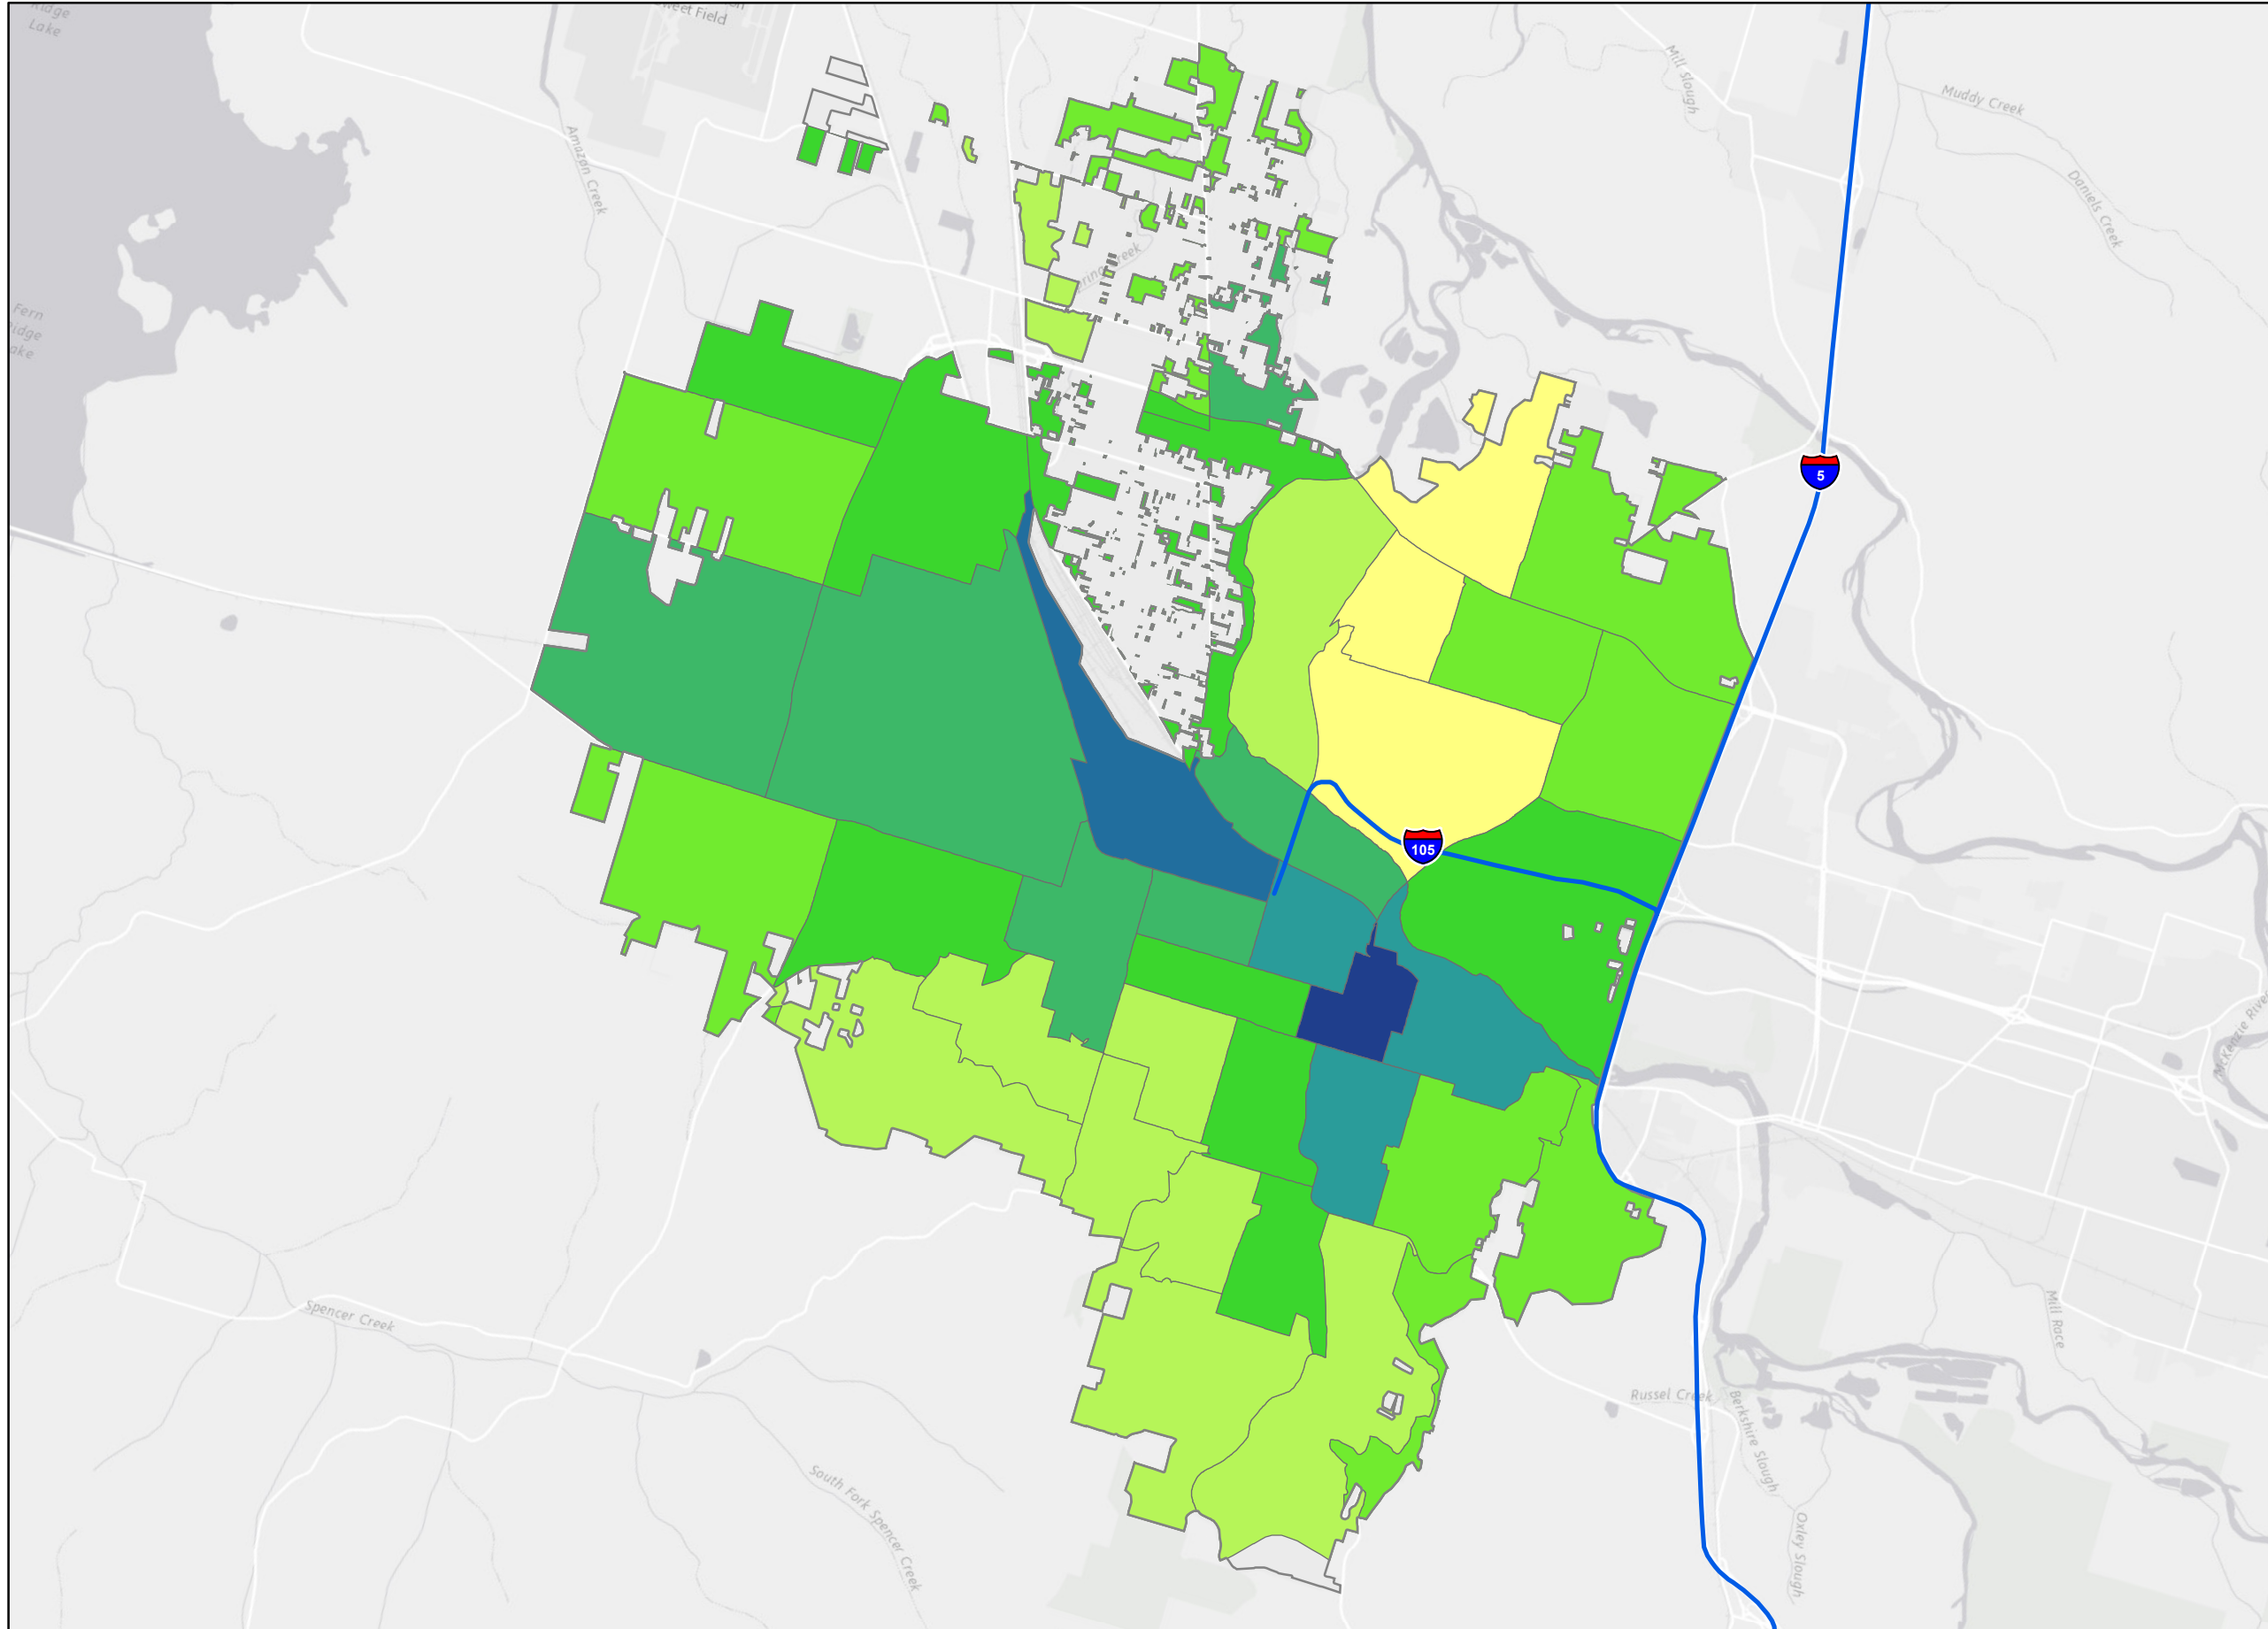 Ridge
Lake
Sweet Field
Amazon Creek
Mill Slough
Muddy Creek
Daniels Creek
Fern
Ridge
Lake
5
105
McKenzie River
Spencer Creek
South Fork Spencer Creek
Russel Creek
Berkshire Slough
Mill Race
Oxley Slough